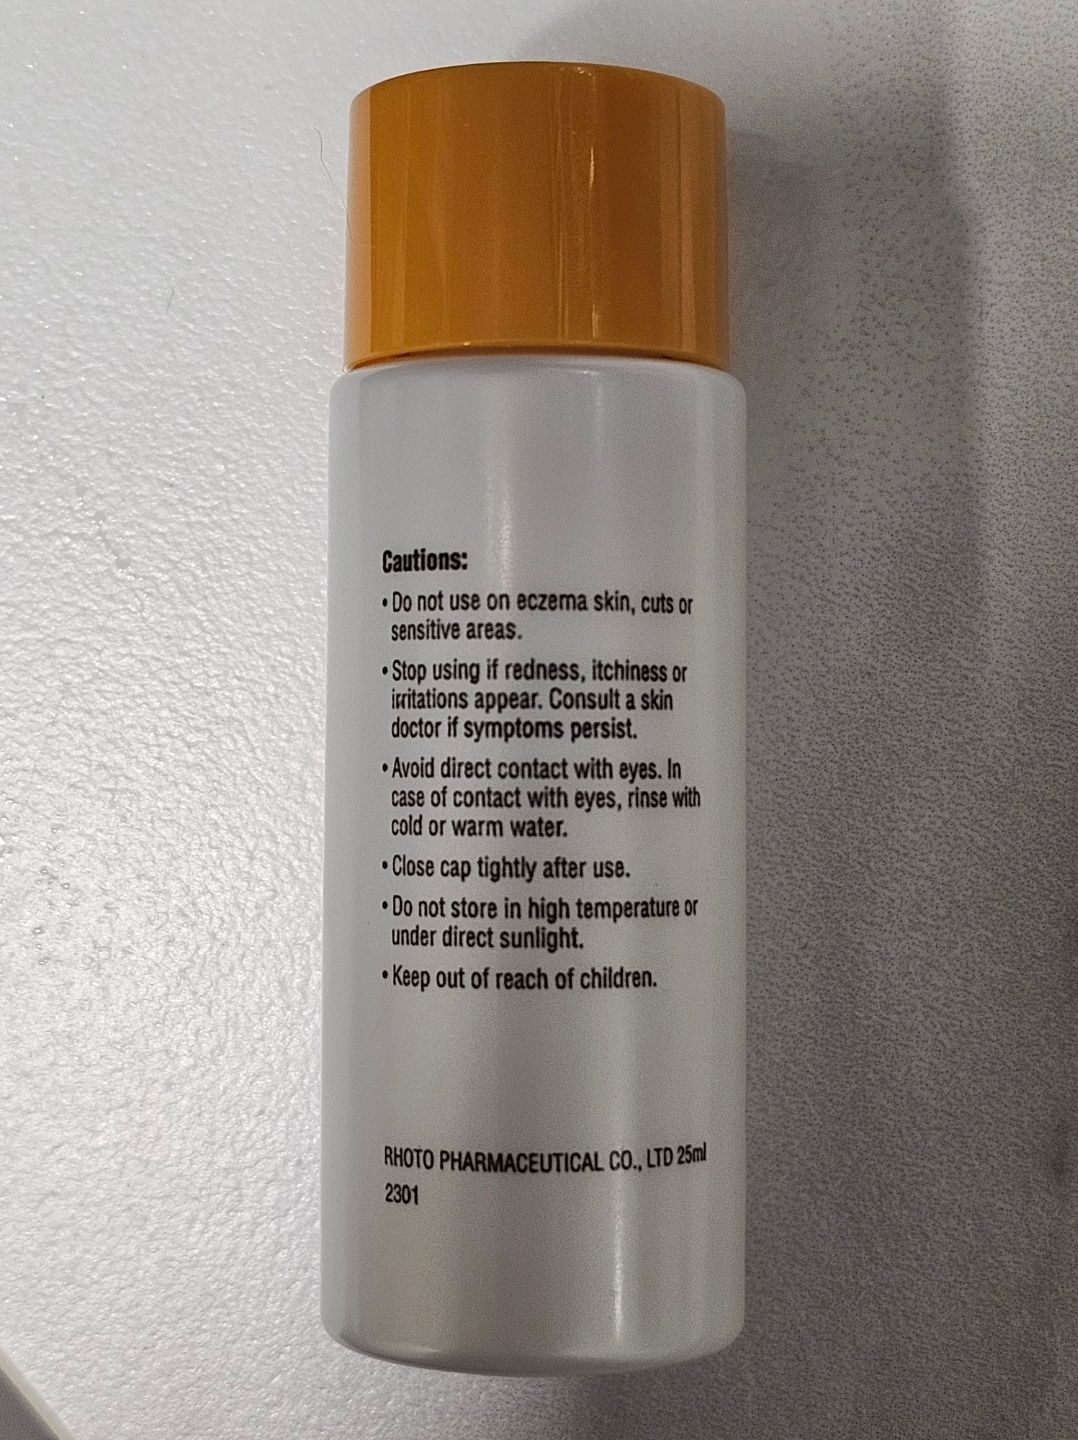 Cautions:
• Do not use on eczema skin, cuts or
sensitive areas.
• Stop using if redness, itchiness or
irritations appear. Consult a skin
doctor if symptoms persist.
• Avoid direct contact with eyes. In
case of contact with eyes, rinse with
cold or warm water.
• Close cap tightly after use.
• Do not store in high temperature or
under direct sunlight.
• Keep out of reach of children.
RHOTO PHARMACEUTICAL CO., LTD 25ml
2301